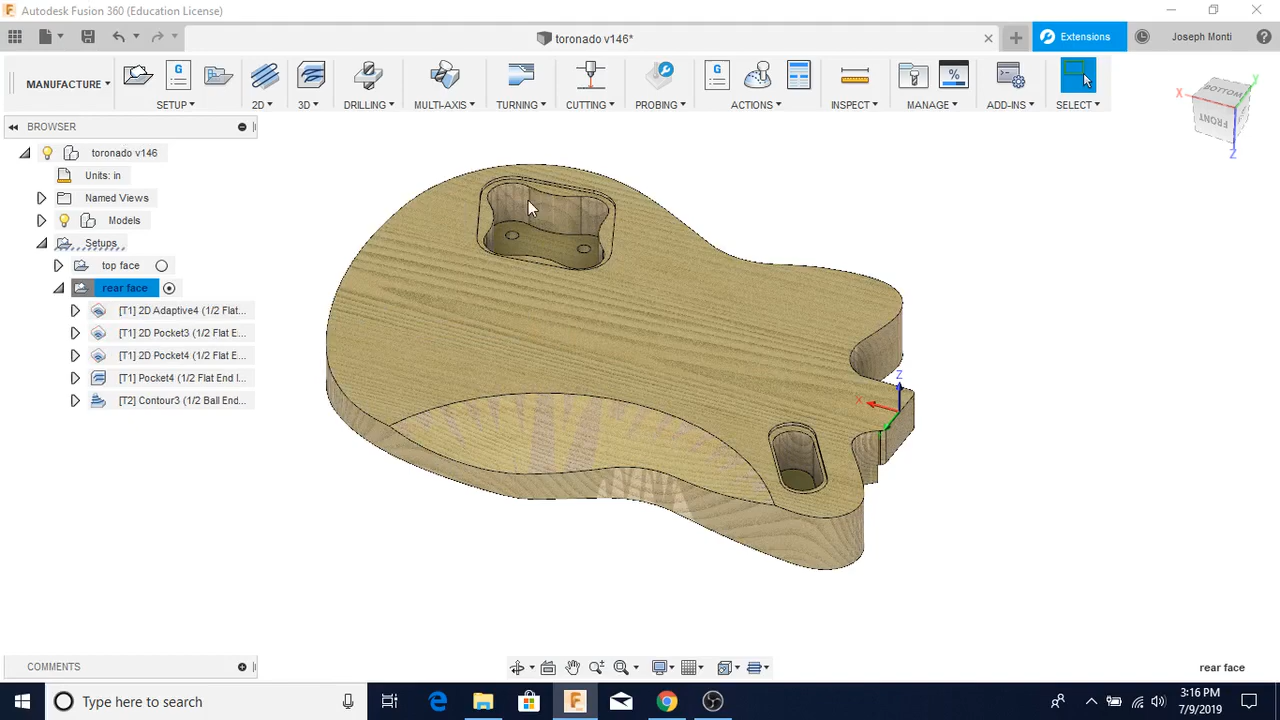 Autodesk Fusion 360 (Education License)
toronado v146*
Extensions
Joseph Monti
MANUFACTURE
SETUP
2D
3D
DRILLING
MULTI-AXIS
TURNING
CUTTING
PROBING
ACTIONS
INSPECT
MANAGE
ADD-INS
SELECT
BROWSER
toronado v146
Units: in
Named Views
Models
Setups
top face
rear face
[T1] 2D Adaptive4 (1/2 Flat...
[T1] 2D Pocket3 (1/2 Flat E...
[T1] 2D Pocket4 (1/2 Flat E...
[T1] Pocket4 (1/2 Flat End I...
[T2] Contour3 (1/2 Ball End...
X
Y
BOTTOM
FRONT
Z
Z
X
COMMENTS
rear face
Type here to search
3:16 PM
7/9/2019